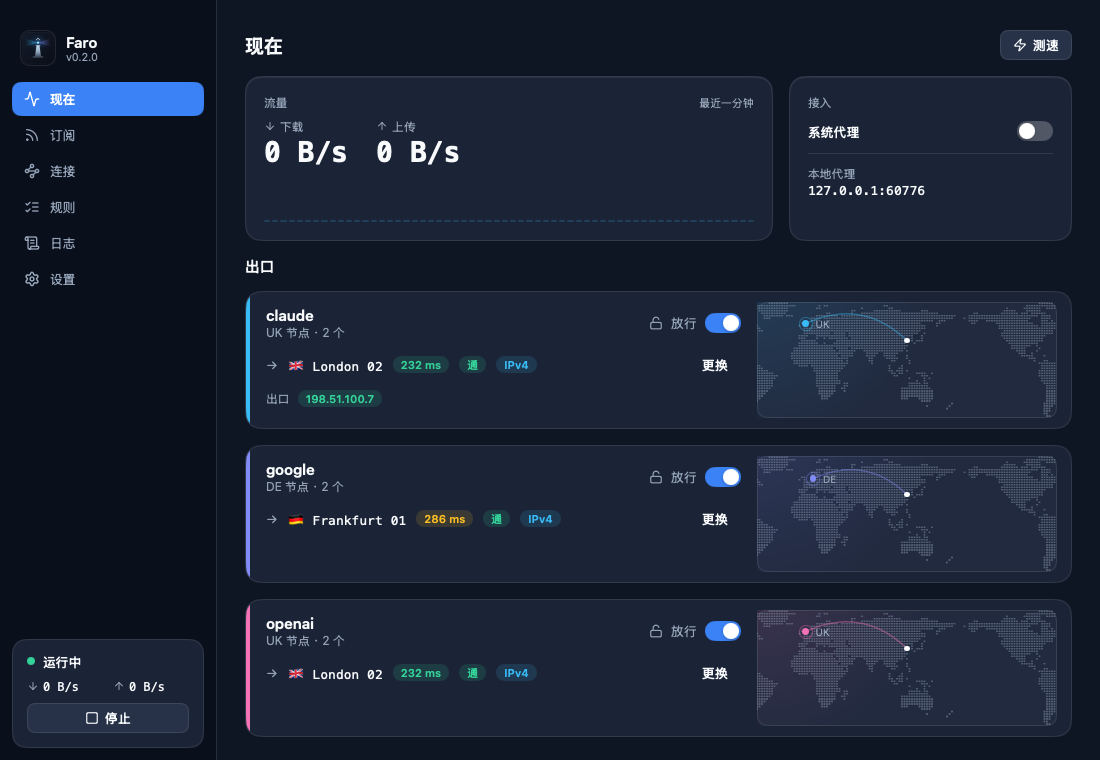 Faro
v0.2.0
现在
订阅
连接
规则
日志
设置
运行中
↓ 0 B/s ↑ 0 B/s
停止
现在
测速
流量 最近一分钟
↓ 下载 ↑ 上传
0 B/s 0 B/s
接入
系统代理
本地代理
127.0.0.1:60776
出口
claude
UK 节点 · 2 个
放行
→ 🇬🇧 London 02 232 ms 通 IPv4 更换
出口 198.51.100.7
UK
google
DE 节点 · 2 个
放行
→ 🇩🇪 Frankfurt 01 286 ms 通 IPv4 更换
DE
openai
UK 节点 · 2 个
放行
→ 🇬🇧 London 02 232 ms 通 IPv4 更换
UK